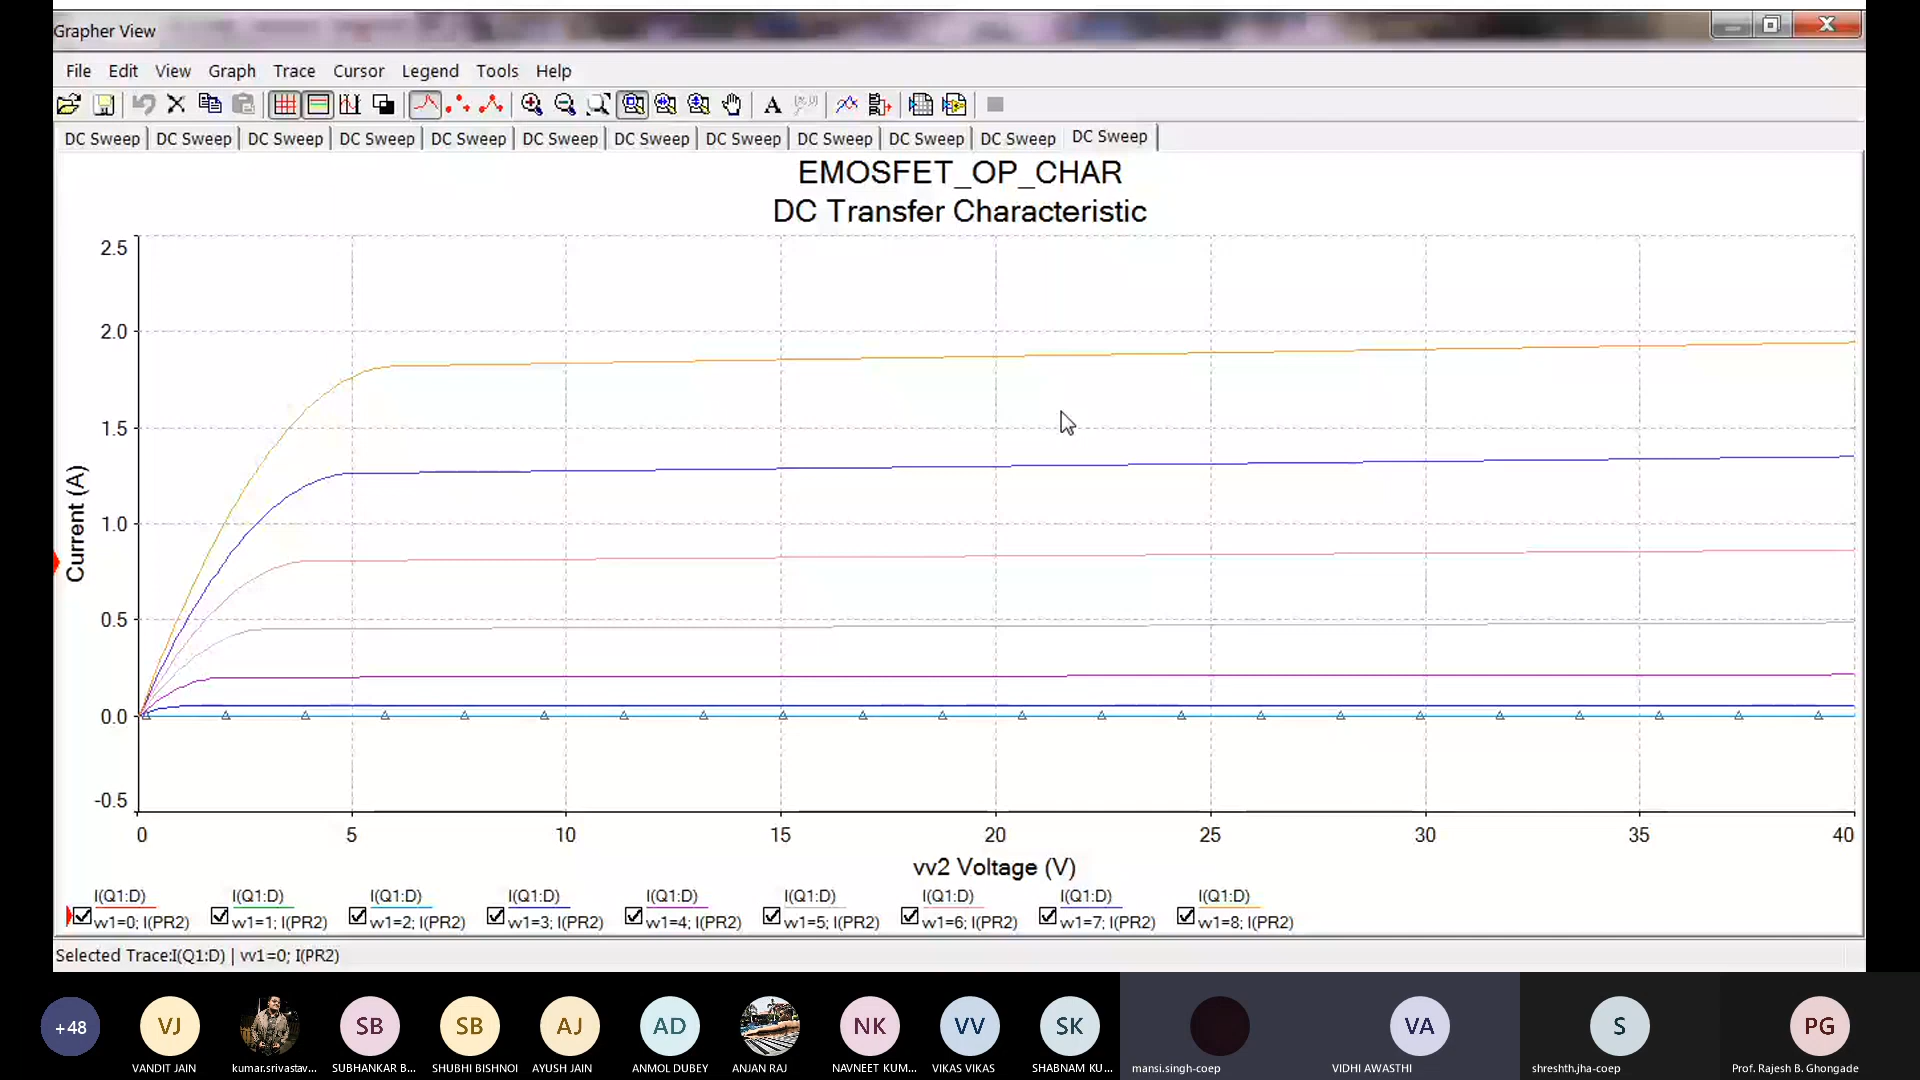 Grapher View
File Edit View Graph Trace Cursor Legend Tools Help
DC Sweep DC Sweep DC Sweep DC Sweep DC Sweep DC Sweep DC Sweep DC Sweep DC Sweep DC Sweep DC Sweep DC Sweep
EMOSFET_OP_CHAR
DC Transfer Characteristic
2.5
2.0
1.5
1.0
0.5
0.0
-0.5
Current (A)
0 5 10 15 20 25 30 35 40
vv2 Voltage (V)
I(Q1:D) I(Q1:D) I(Q1:D) I(Q1:D) I(Q1:D) I(Q1:D) I(Q1:D) I(Q1:D) I(Q1:D)
vv1=0; I(PR2) vv1=1; I(PR2) vv1=2; I(PR2) vv1=3; I(PR2) vv1=4; I(PR2) vv1=5; I(PR2) vv1=6; I(PR2) vv1=7; I(PR2) vv1=8; I(PR2)
Selected Trace:I(Q1:D) | vv1=0; I(PR2)
+48 VJ SB SB AJ AD NK VV SK VA S PG
VANDIT JAIN kumar.srivastav... SUBHANKAR B... SHUBHI BISHNOI AYUSH JAIN ANMOL DUBEY ANJAN RAJ NAVNEET KUM... VIKAS VIKAS SHABNAM KU... mansi.singh-coep VIDHI AWASTHI shreshth.jha-coep Prof. Rajesh B. Ghongade